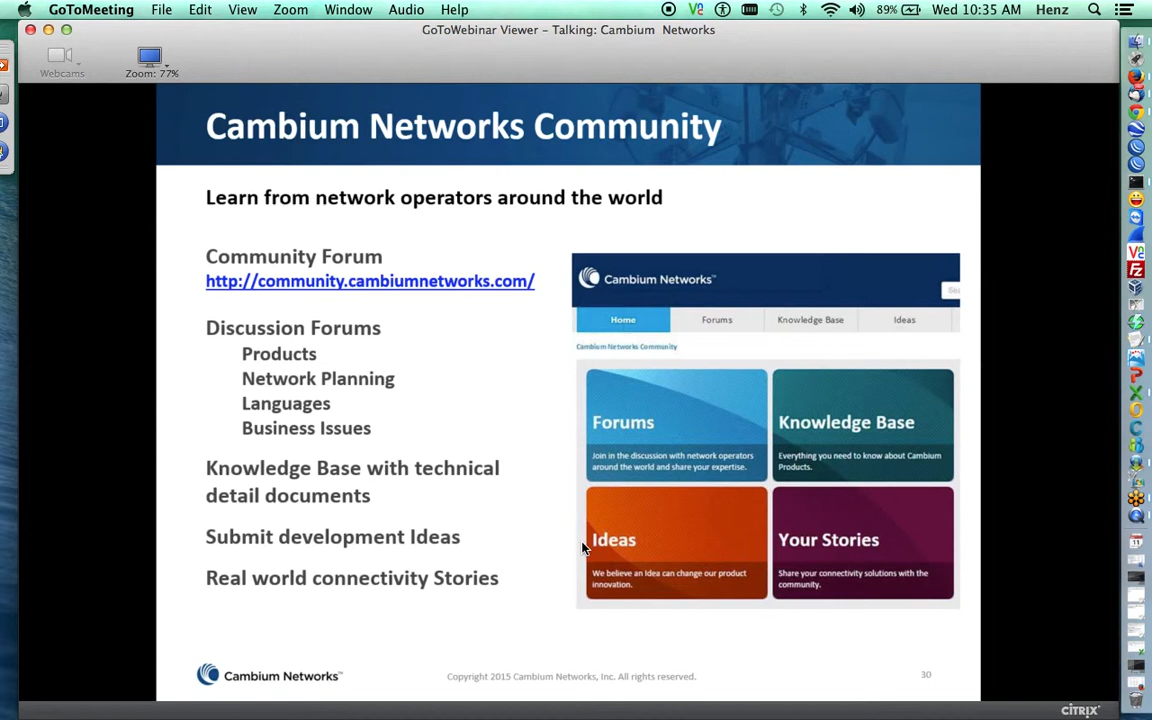 GoToMeeting File Edit View Zoom Window Audio Help 89% Wed 10:35 AM Henz
GoToWebinar Viewer - Talking: Cambium Networks
Webcams
Zoom: 77%
Cambium Networks Community
Learn from network operators around the world
Community Forum
http://community.cambiumnetworks.com/
Discussion Forums
Products
Network Planning
Languages
Business Issues
Knowledge Base with technical
detail documents
Submit development Ideas
Real world connectivity Stories
Cambium Networks™
Sea
Home Forums Knowledge Base Ideas
Cambium Networks Community
Forums
Join in the discussion with network operators
around the world and share your expertise.
Knowledge Base
Everything you need to know about Cambium
Products.
Ideas
We believe an Idea can change our product
innovation.
Your Stories
Share your connectivity solutions with the
community.
Cambium Networks™
Copyright 2015 Cambium Networks, Inc. All rights reserved.
30
CITRIX